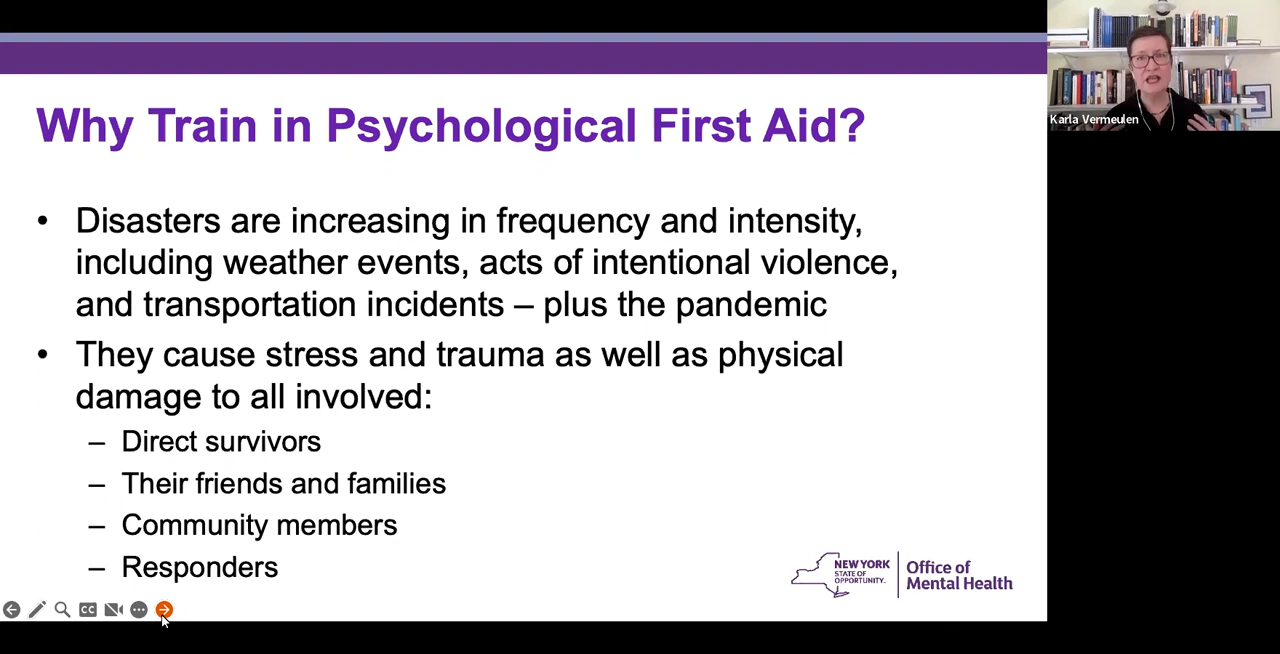 Why Train in Psychological First Aid?
Karla Vermeulen
• Disasters are increasing in frequency and intensity,
including weather events, acts of intentional violence,
and transportation incidents – plus the pandemic
• They cause stress and trauma as well as physical
damage to all involved:
– Direct survivors
– Their friends and families
– Community members
– Responders
NEW YORK
STATE OF
OPPORTUNITY.
Office of
Mental Health
CC